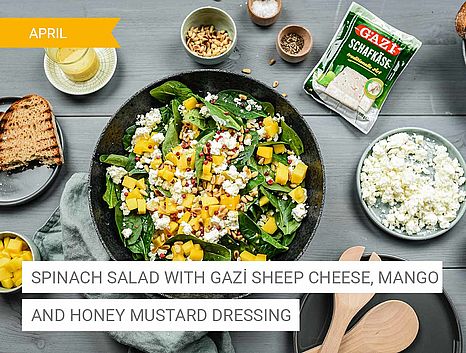 APRIL
GAZİ
SCHAFKÄSE
SPINACH SALAD WITH GAZİ SHEEP CHEESE, MANGO
AND HONEY MUSTARD DRESSING